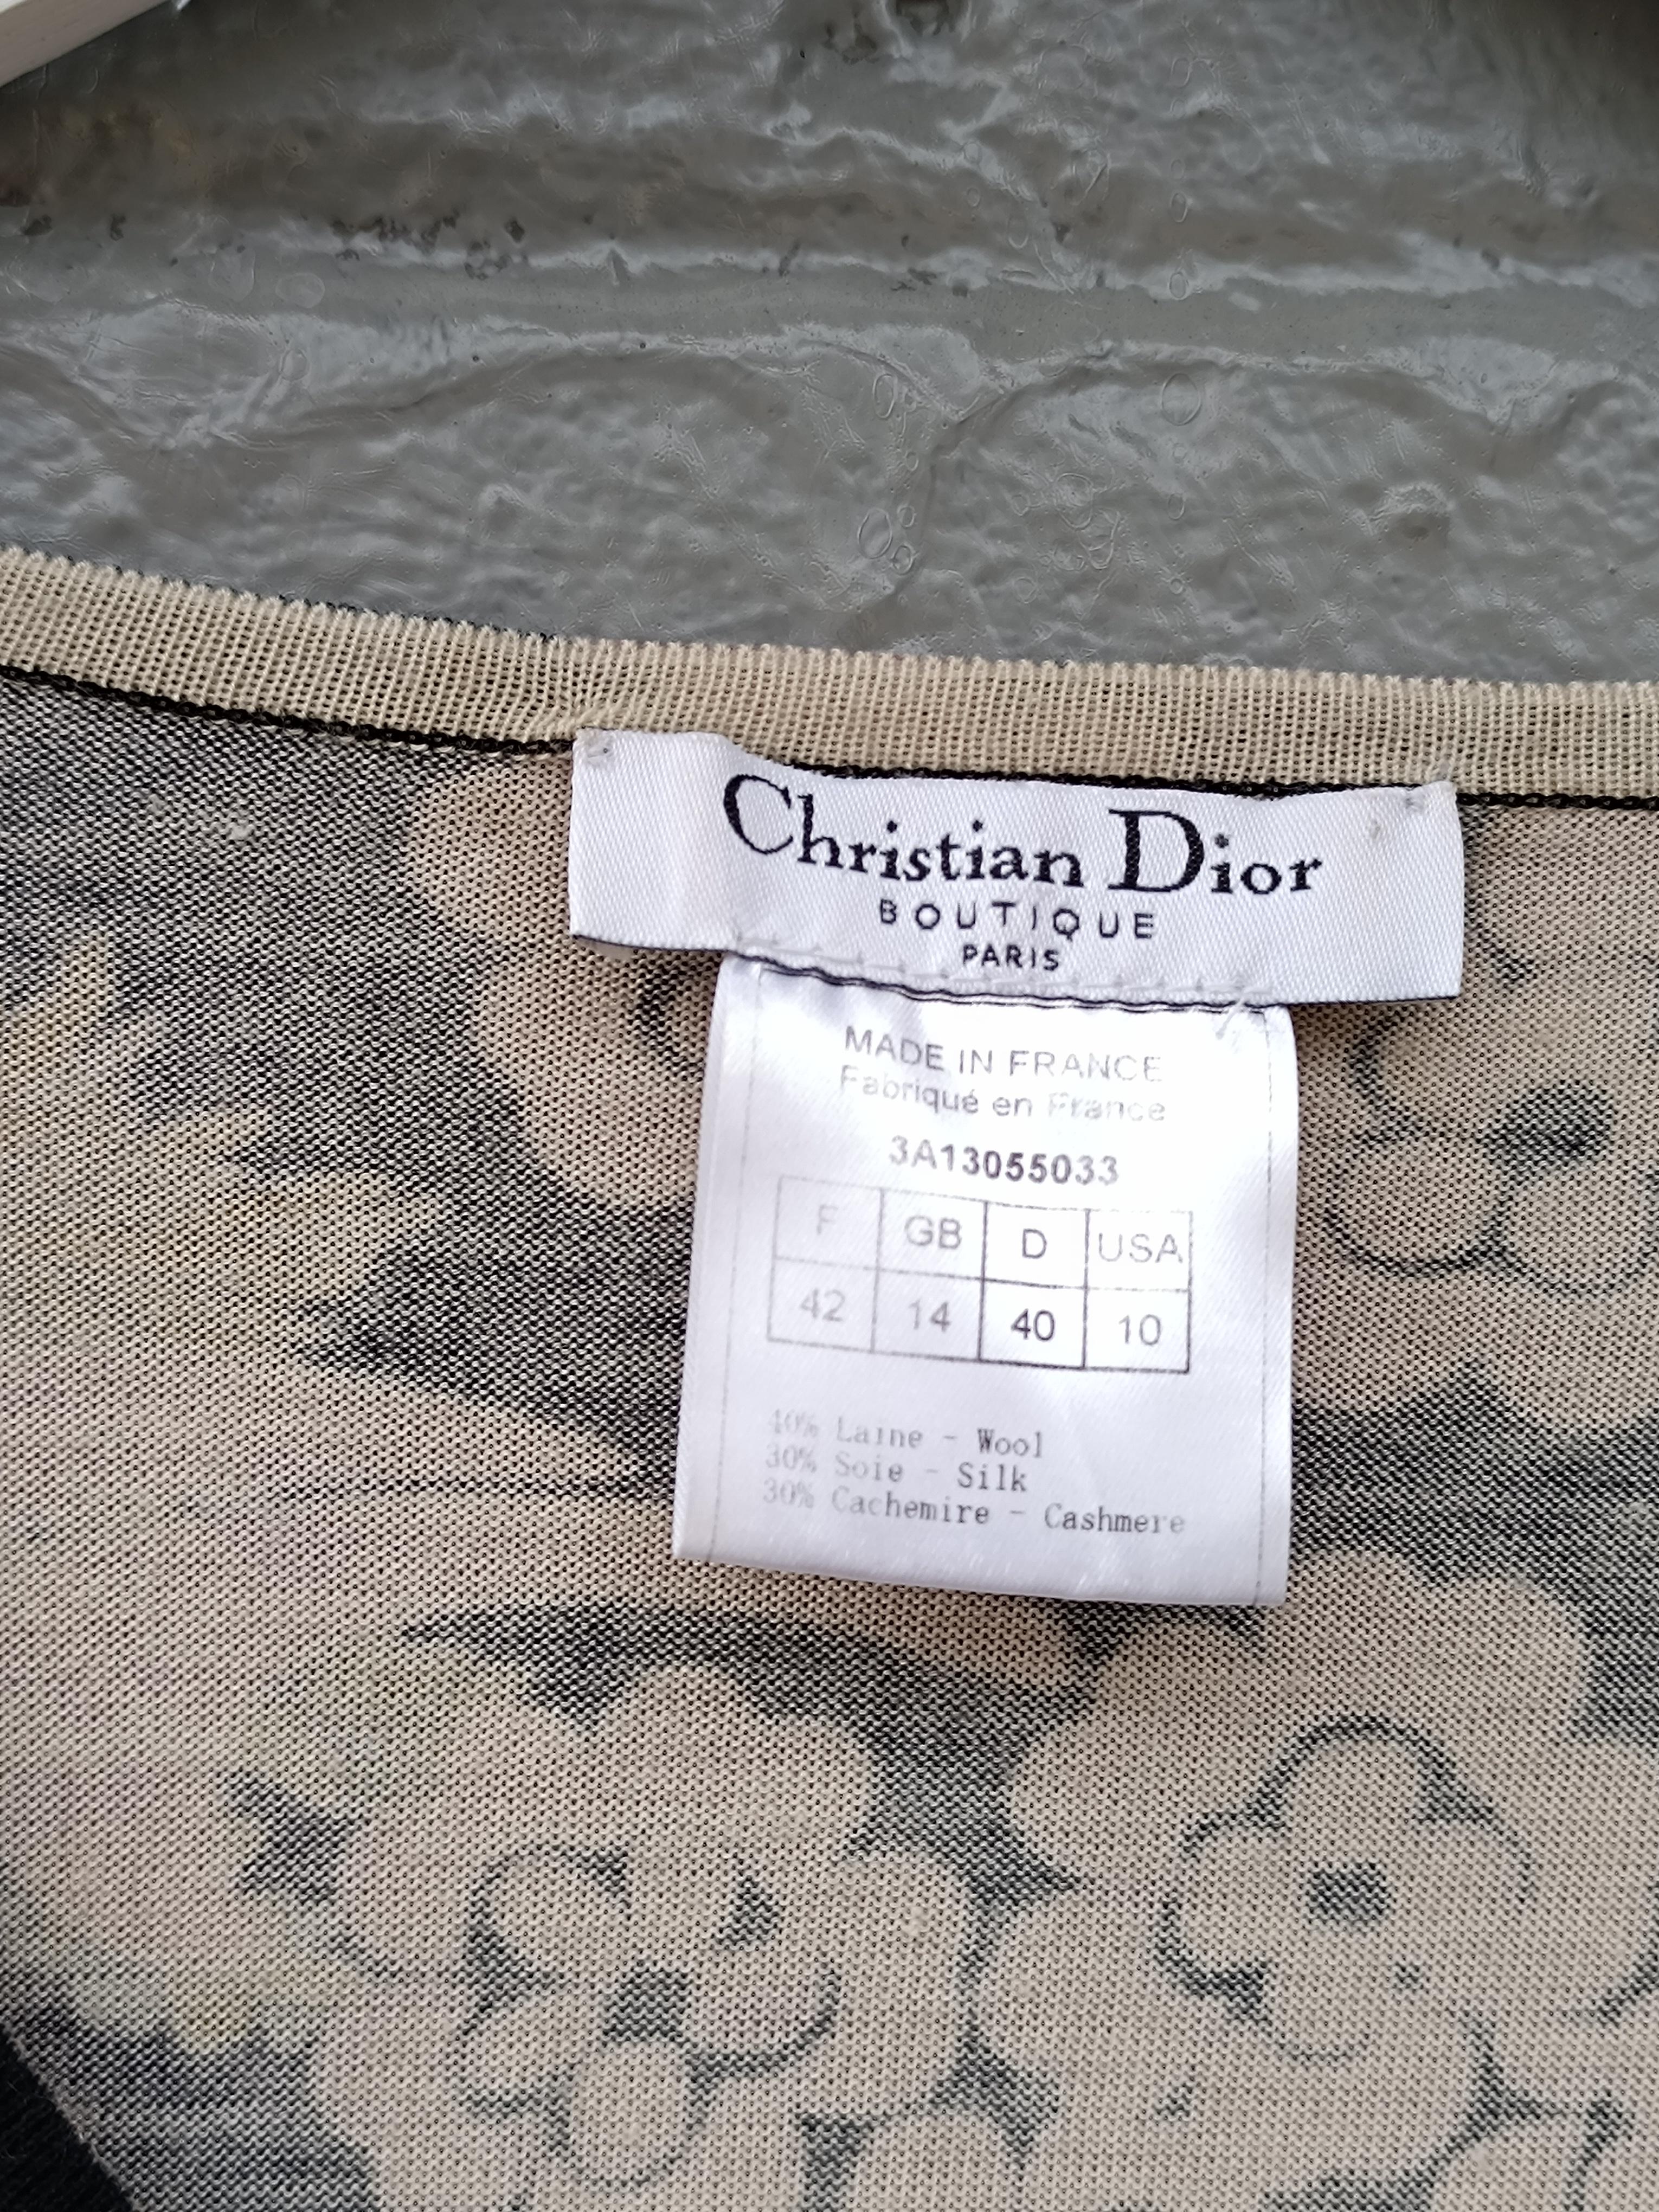 Christian Dior
BOUTIQUE
PARIS
MADE IN FRANCE
Fabriqué en France
3A13055033
F GB D USA
42 14 40 10
40% Laine - Wool
30% Soie - Silk
30% Cachemire - Cashmere